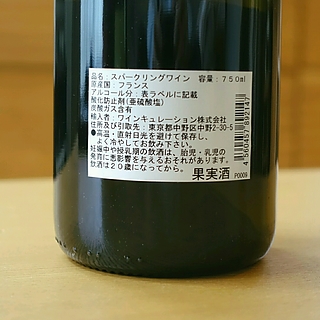 品名：スパークリングワイン　容量：750ml
原産国：フランス
アルコール分：表ラベルに記載
酸化防止剤(亜硫酸塩)
炭酸ガス含有
輸入者：ワインキュレーション株式会社
住所及び引取先：東京都中野区中野2-30-5
●高温・直射日光を避けて保存し、
よく冷やしてお飲み下さい。
妊娠中や授乳期の飲酒は、胎児・乳児の
発育に悪影響を与えるおそれがあります。
飲酒は20歳になってから。
果実酒
P0009